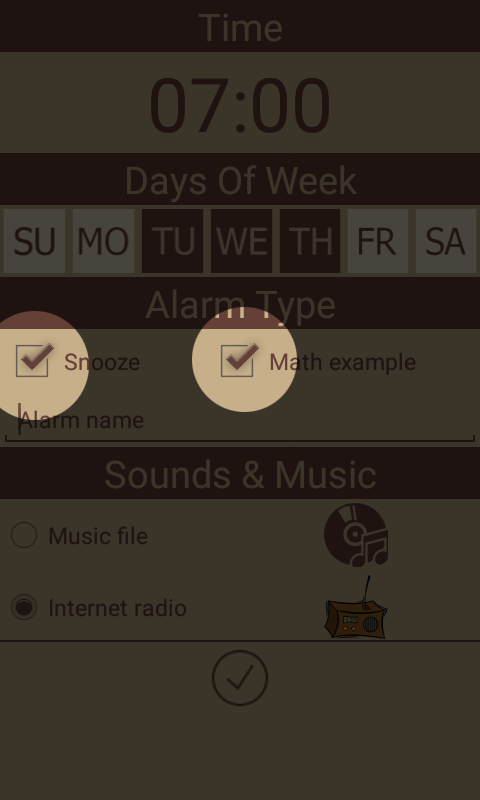 Time
07:00
Days Of Week
SU MO TU WE TH FR SA
Alarm Type
Snooze Math example
Alarm name
Sounds & Music
Music file
Internet radio